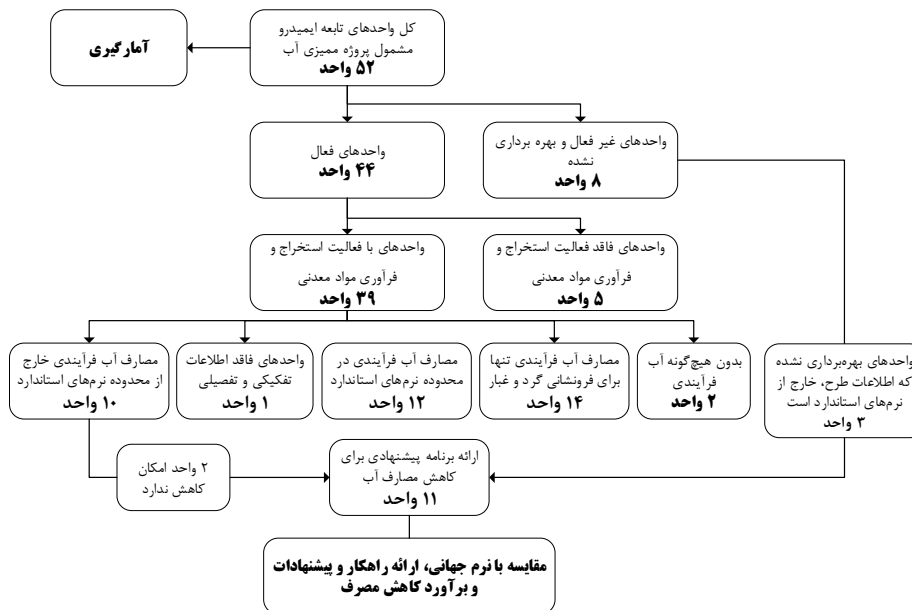 کل واحدهای تابعه ایمیدرو
مشمول پروژه ممیزی آب
۵۲ واحد
آمارگیری
واحدهای غیر فعال و بهره برداری
نشده
۸ واحد
واحدهای فعال
۴۴ واحد
واحدهای فاقد فعالیت استخراج و
فرآوری مواد معدنی
۵ واحد
واحدهای با فعالیت استخراج و
فرآوری مواد معدنی
۳۹ واحد
واحدهای بهره‌برداری نشده
که اطلاعات طرح، خارج از
نرم‌های استاندارد است
۳ واحد
بدون هیچ‌گونه آب
فرآیندی
۲ واحد
مصارف آب فرآیندی تنها
برای فرونشانی گرد و غبار
۱۴ واحد
مصارف آب فرآیندی در
محدوده نرم‌های استاندارد
۱۲ واحد
واحدهای فاقد اطلاعات
تفکیکی و تفصیلی
۱ واحد
مصارف آب فرآیندی خارج
از محدوده نرم‌های استاندارد
۱۰ واحد
۲ واحد امکان
کاهش ندارد
ارائه برنامه پیشنهادی برای
کاهش مصارف آب
۱۱ واحد
مقایسه با نرم جهانی، ارائه راهکار و پیشنهادات
و برآورد کاهش مصرف